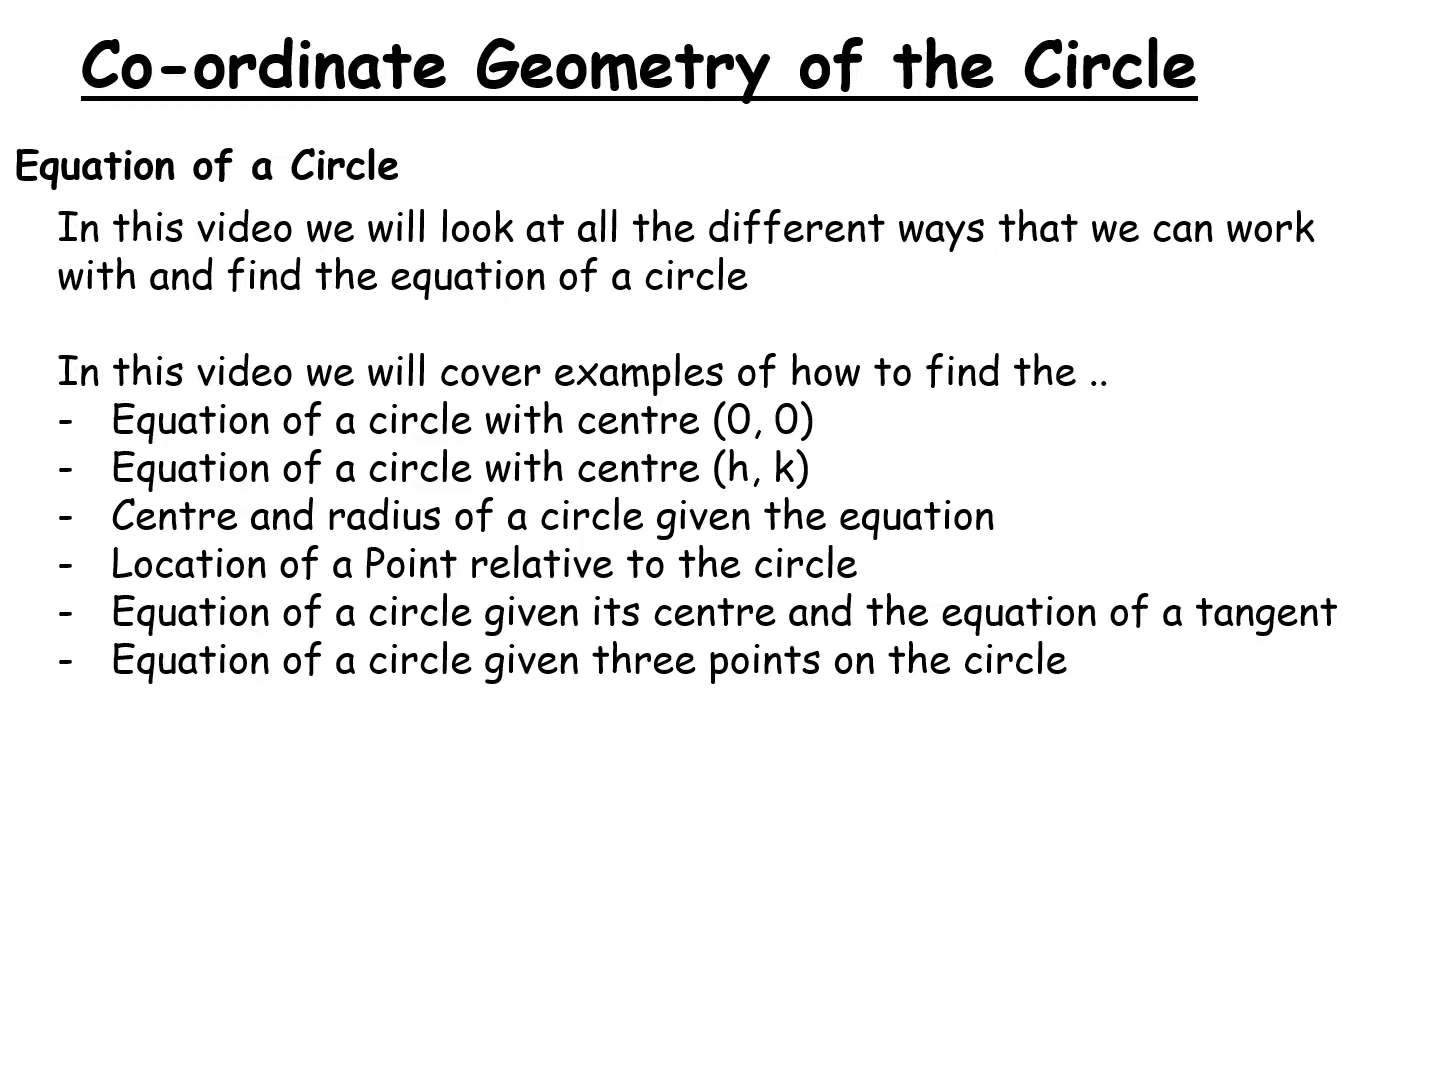 Co-ordinate Geometry of the Circle
Equation of a Circle
In this video we will look at all the different ways that we can work
with and find the equation of a circle
In this video we will cover examples of how to find the ..
- Equation of a circle with centre (0, 0)
- Equation of a circle with centre (h, k)
- Centre and radius of a circle given the equation
- Location of a Point relative to the circle
- Equation of a circle given its centre and the equation of a tangent
- Equation of a circle given three points on the circle